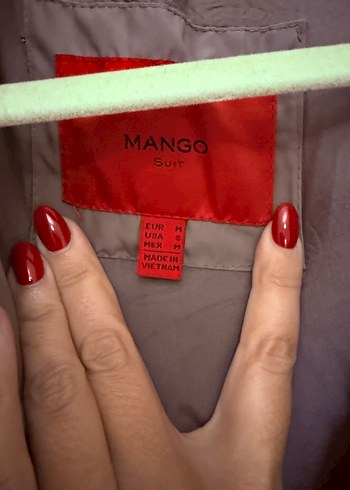 MANGO
SUIT
EUR M
USA S
MEX M
MADE IN
VIETNAM